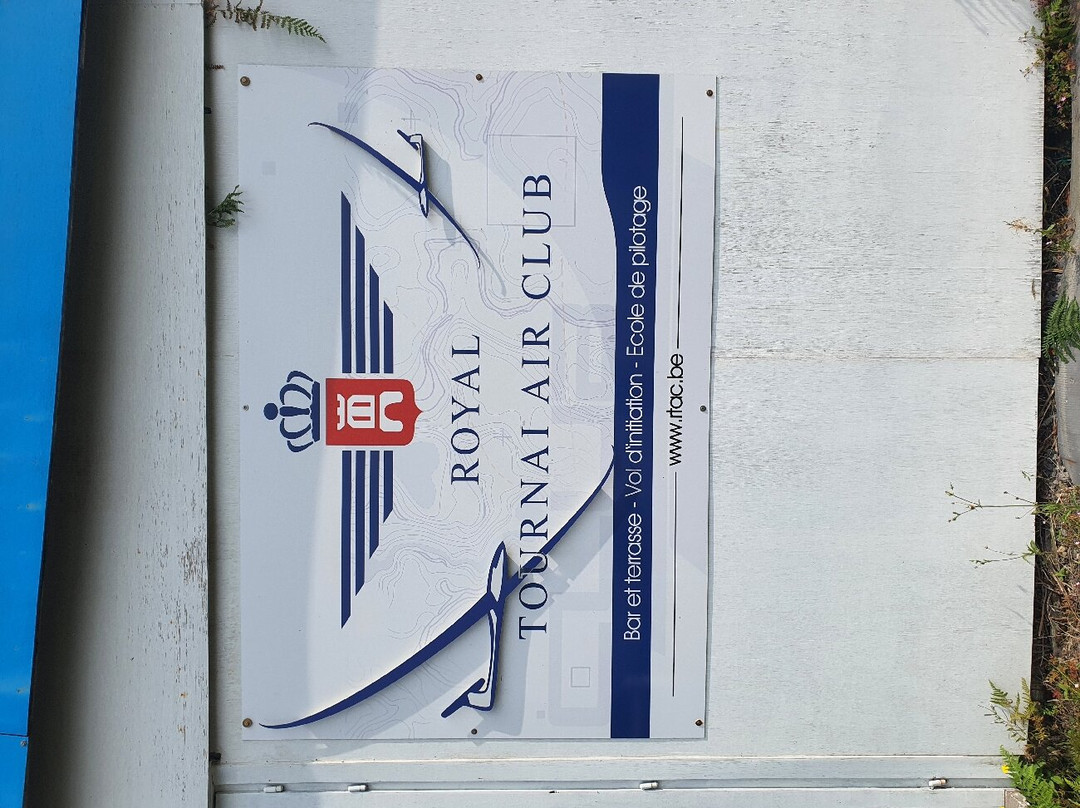 ROYAL
TOURNAI AIR CLUB
Bar et terrasse - Vol d'initiation - Ecole de pilotage
www.rtac.be